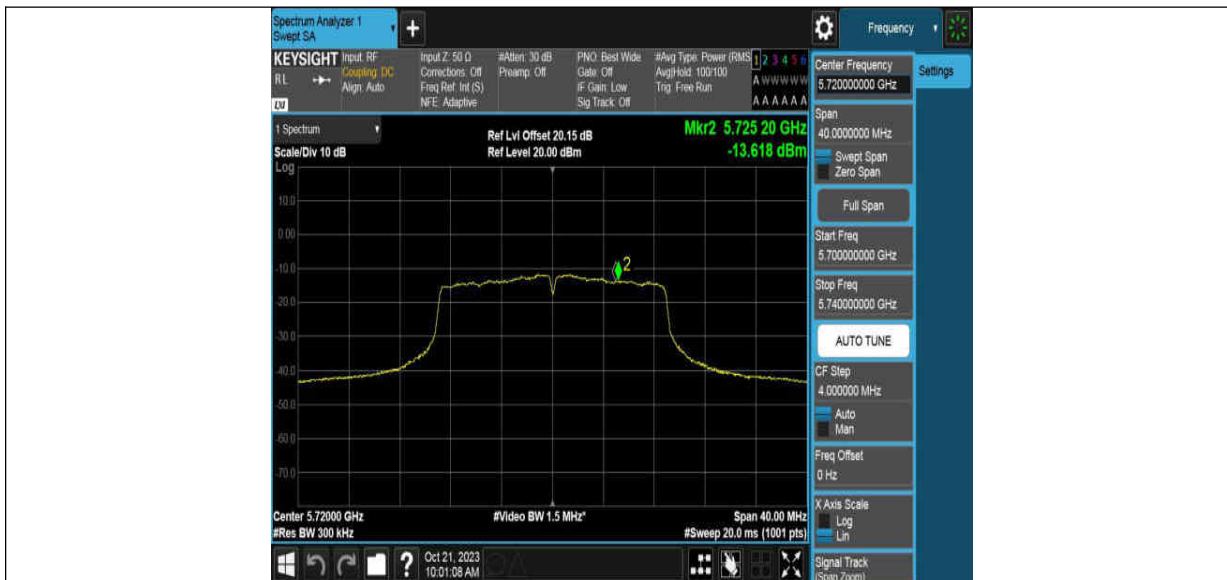 Spectrum Analyzer 1
Swept SA
+
Frequency
KEYSIGHT
RL
LXI
Input: RF
Coupling: DC
Align: Auto
Input Z: 50 Ω
Corrections: Off
Freq Ref: Int (S)
NFE: Adaptive
#Atten: 30 dB
Preamp: Off
PNO: Best Wide
Gate: Off
IF Gain: Low
Sig Track: Off
#Avg Type: Power (RMS
Avg|Hold: 100/100
Trig: Free Run
1 2 3 4 5 6
A W W W W W
A A A A A A
1 Spectrum
Scale/Div 10 dB
Ref Lvl Offset 20.15 dB
Ref Level 20.00 dBm
Mkr2 5.725 20 GHz
-13.618 dBm
Log
10.0
0.00
-10.0
-20.0
-30.0
-40.0
-50.0
-60.0
-70.0
2
Center 5.72000 GHz
#Res BW 300 kHz
#Video BW 1.5 MHz*
Span 40.00 MHz
#Sweep 20.0 ms (1001 pts)
?
Oct 21, 2023
10:01:08 AM
Center Frequency
5.720000000 GHz
Settings
Span
40.0000000 MHz
Swept Span
Zero Span
Full Span
Start Freq
5.700000000 GHz
Stop Freq
5.740000000 GHz
AUTO TUNE
CF Step
4.000000 MHz
Auto
Man
Freq Offset
0 Hz
X Axis Scale
Log
Lin
Signal Track
(Span Zoom)